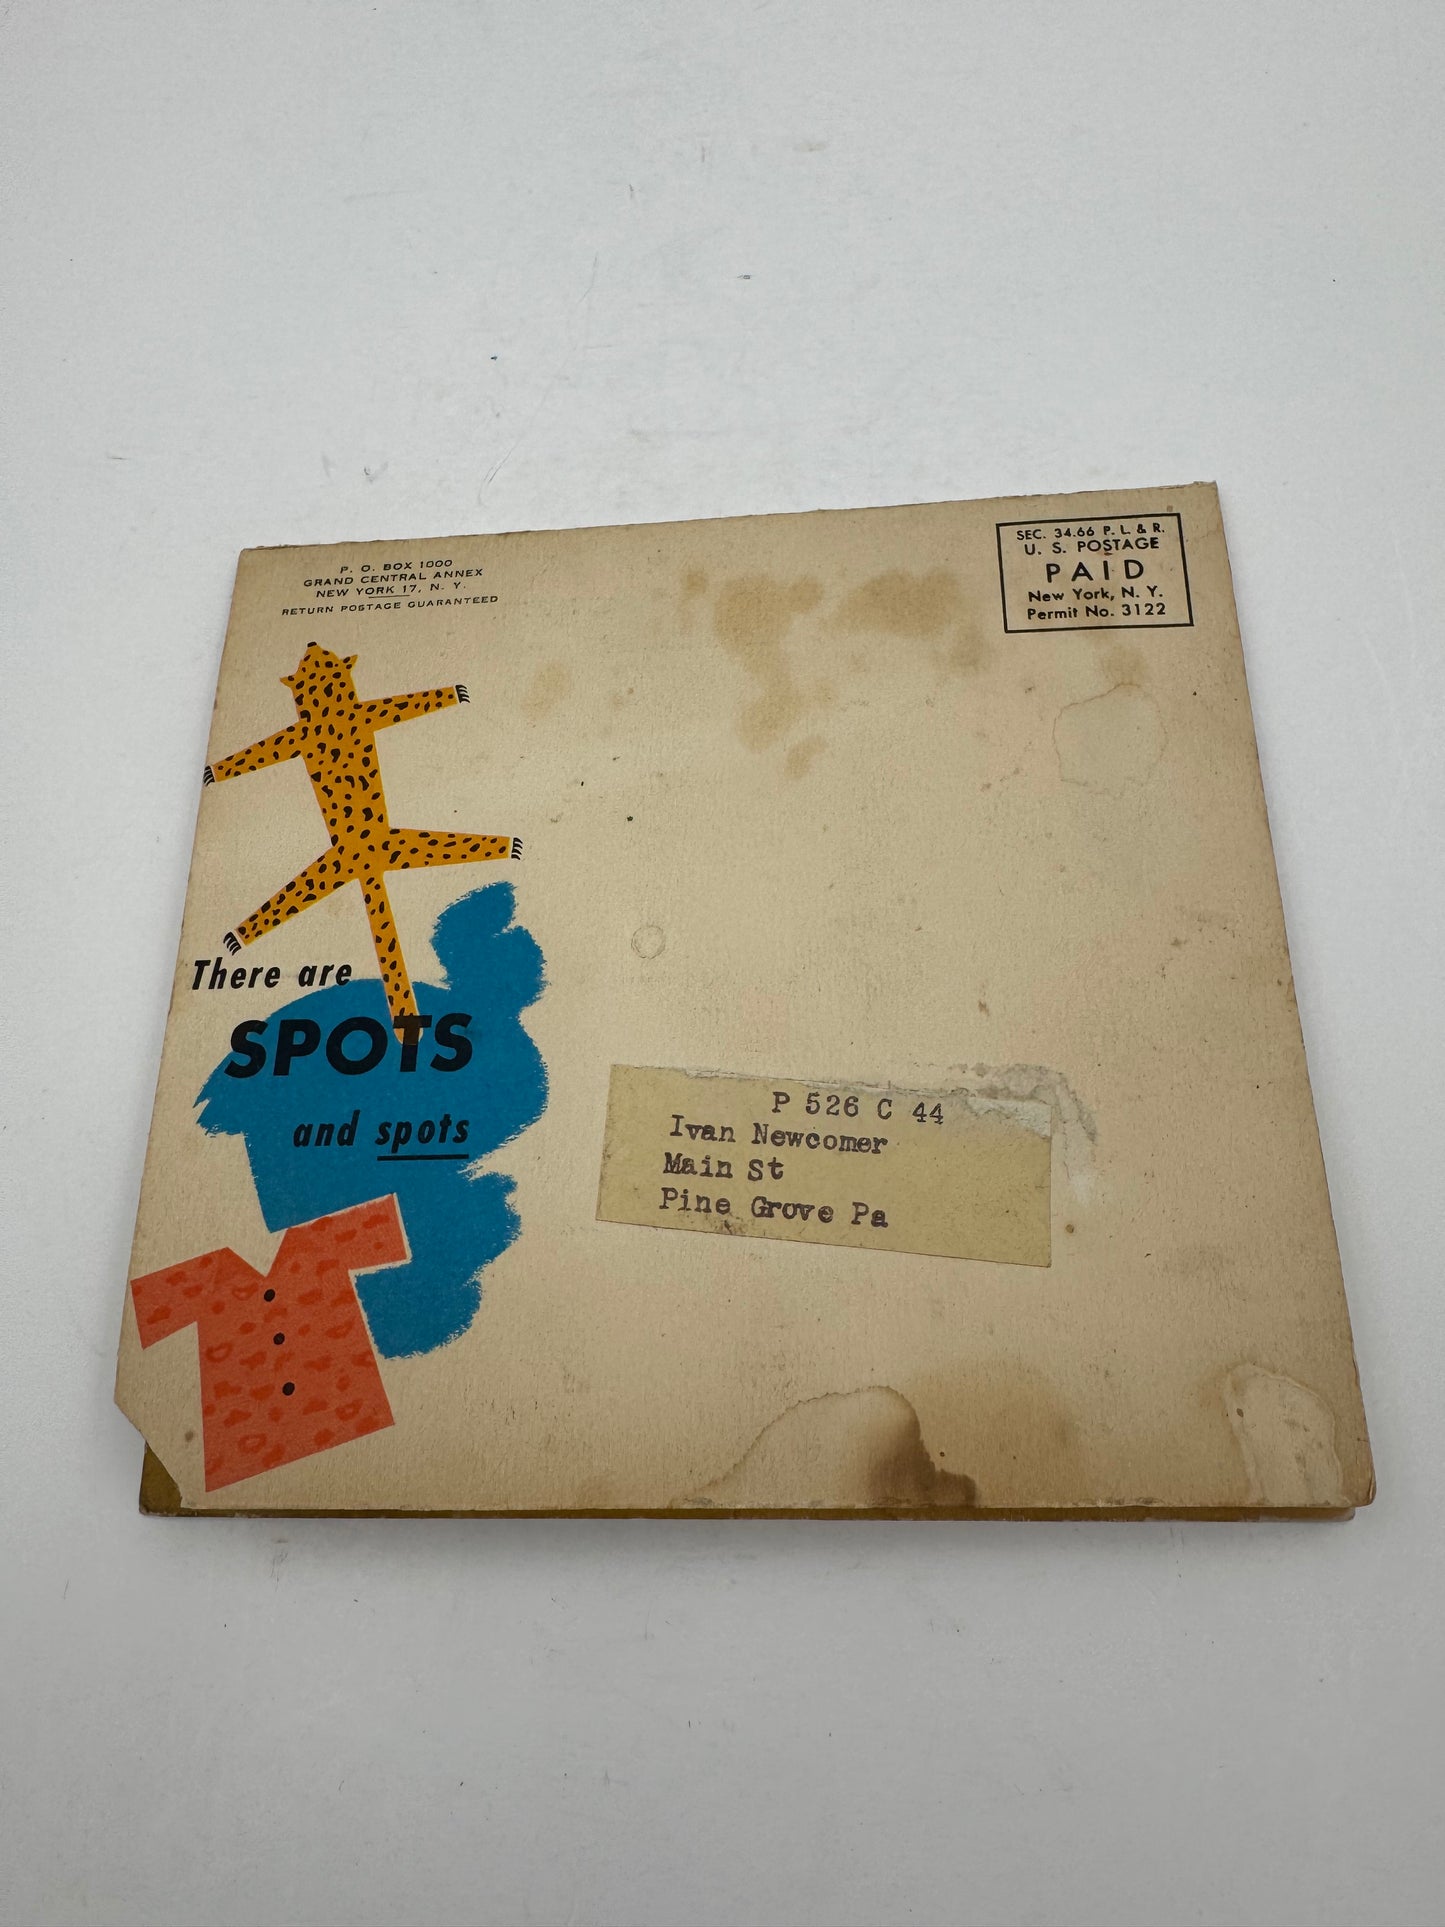 P. O. BOX 1000
GRAND CENTRAL ANNEX
NEW YORK 17, N. Y.
RETURN POSTAGE GUARANTEED
SEC. 34.66 P. L. & R.
U. S. POSTAGE
PAID
New York, N. Y.
Permit No. 3122
There are
SPOTS
and spots
P 526 C 44
Ivan Newcomer
Main St
Pine Grove Pa